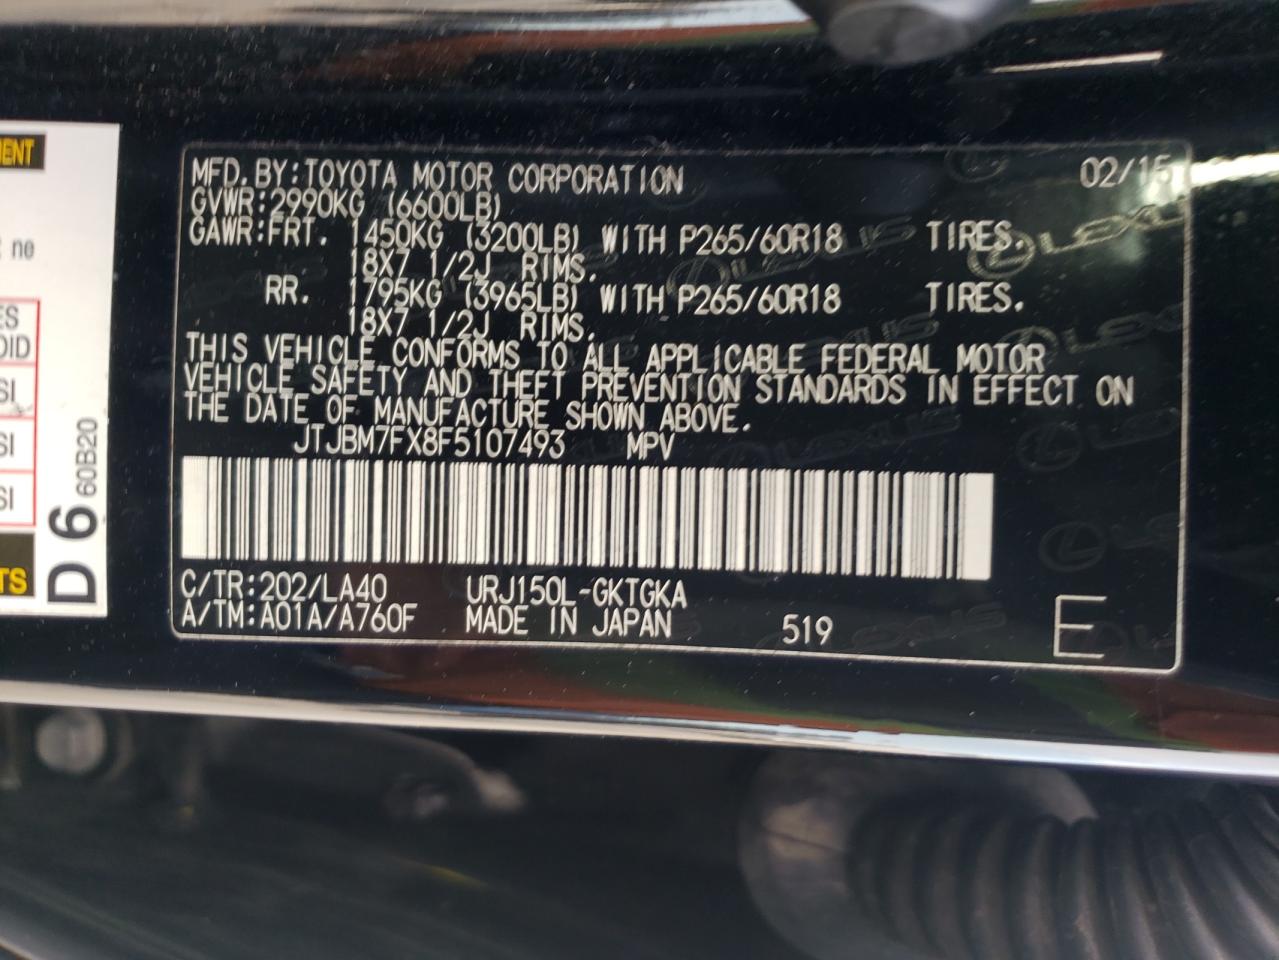 MFD.BY:TOYOTA MOTOR CORPORATION 02/15
GVWR:2990KG (6600LB)
GAWR:FRT. 1450KG (3200LB) WITH P265/60R18 TIRES.
18X7 1/2J RIMS.
RR. 1795KG (3965LB) WITH P265/60R18 TIRES.
18X7 1/2J RIMS.
THIS VEHICLE CONFORMS TO ALL APPLICABLE FEDERAL MOTOR
VEHICLE SAFETY AND THEFT PREVENTION STANDARDS IN EFFECT ON
THE DATE OF MANUFACTURE SHOWN ABOVE.
JTJBM7FX8F5107493 MPV
C/TR:202/LA40 URJ150L-GKTGKA
A/TM:A01A/A760F MADE IN JAPAN 519 E
LEXUS
D 6 60B20